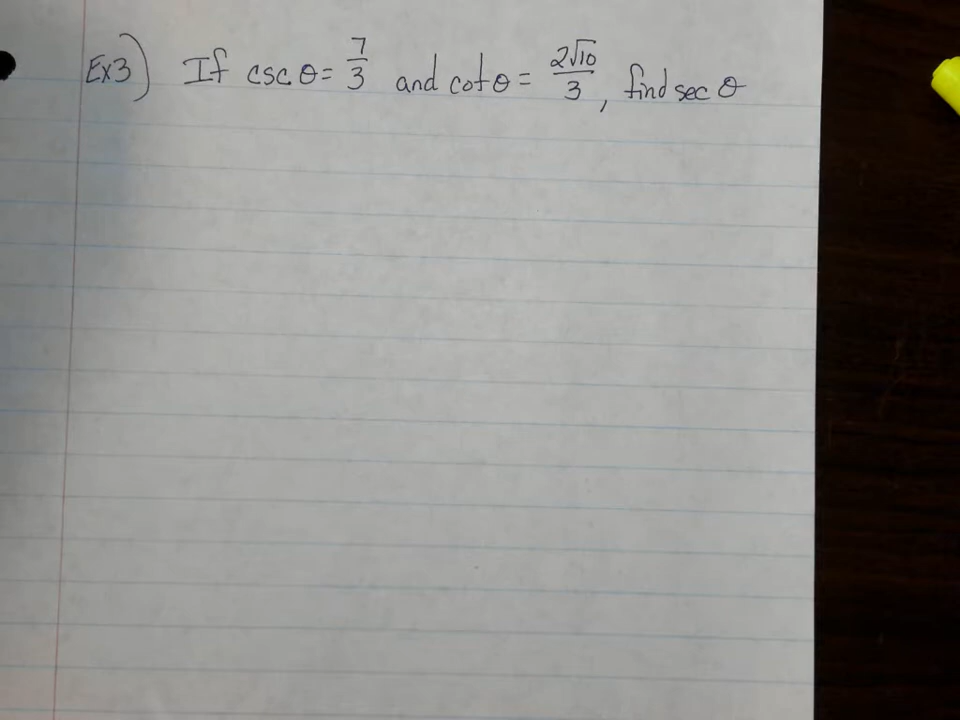 Ex3) If csc θ = 7/3 and cot θ = 2√10/3, find sec θ